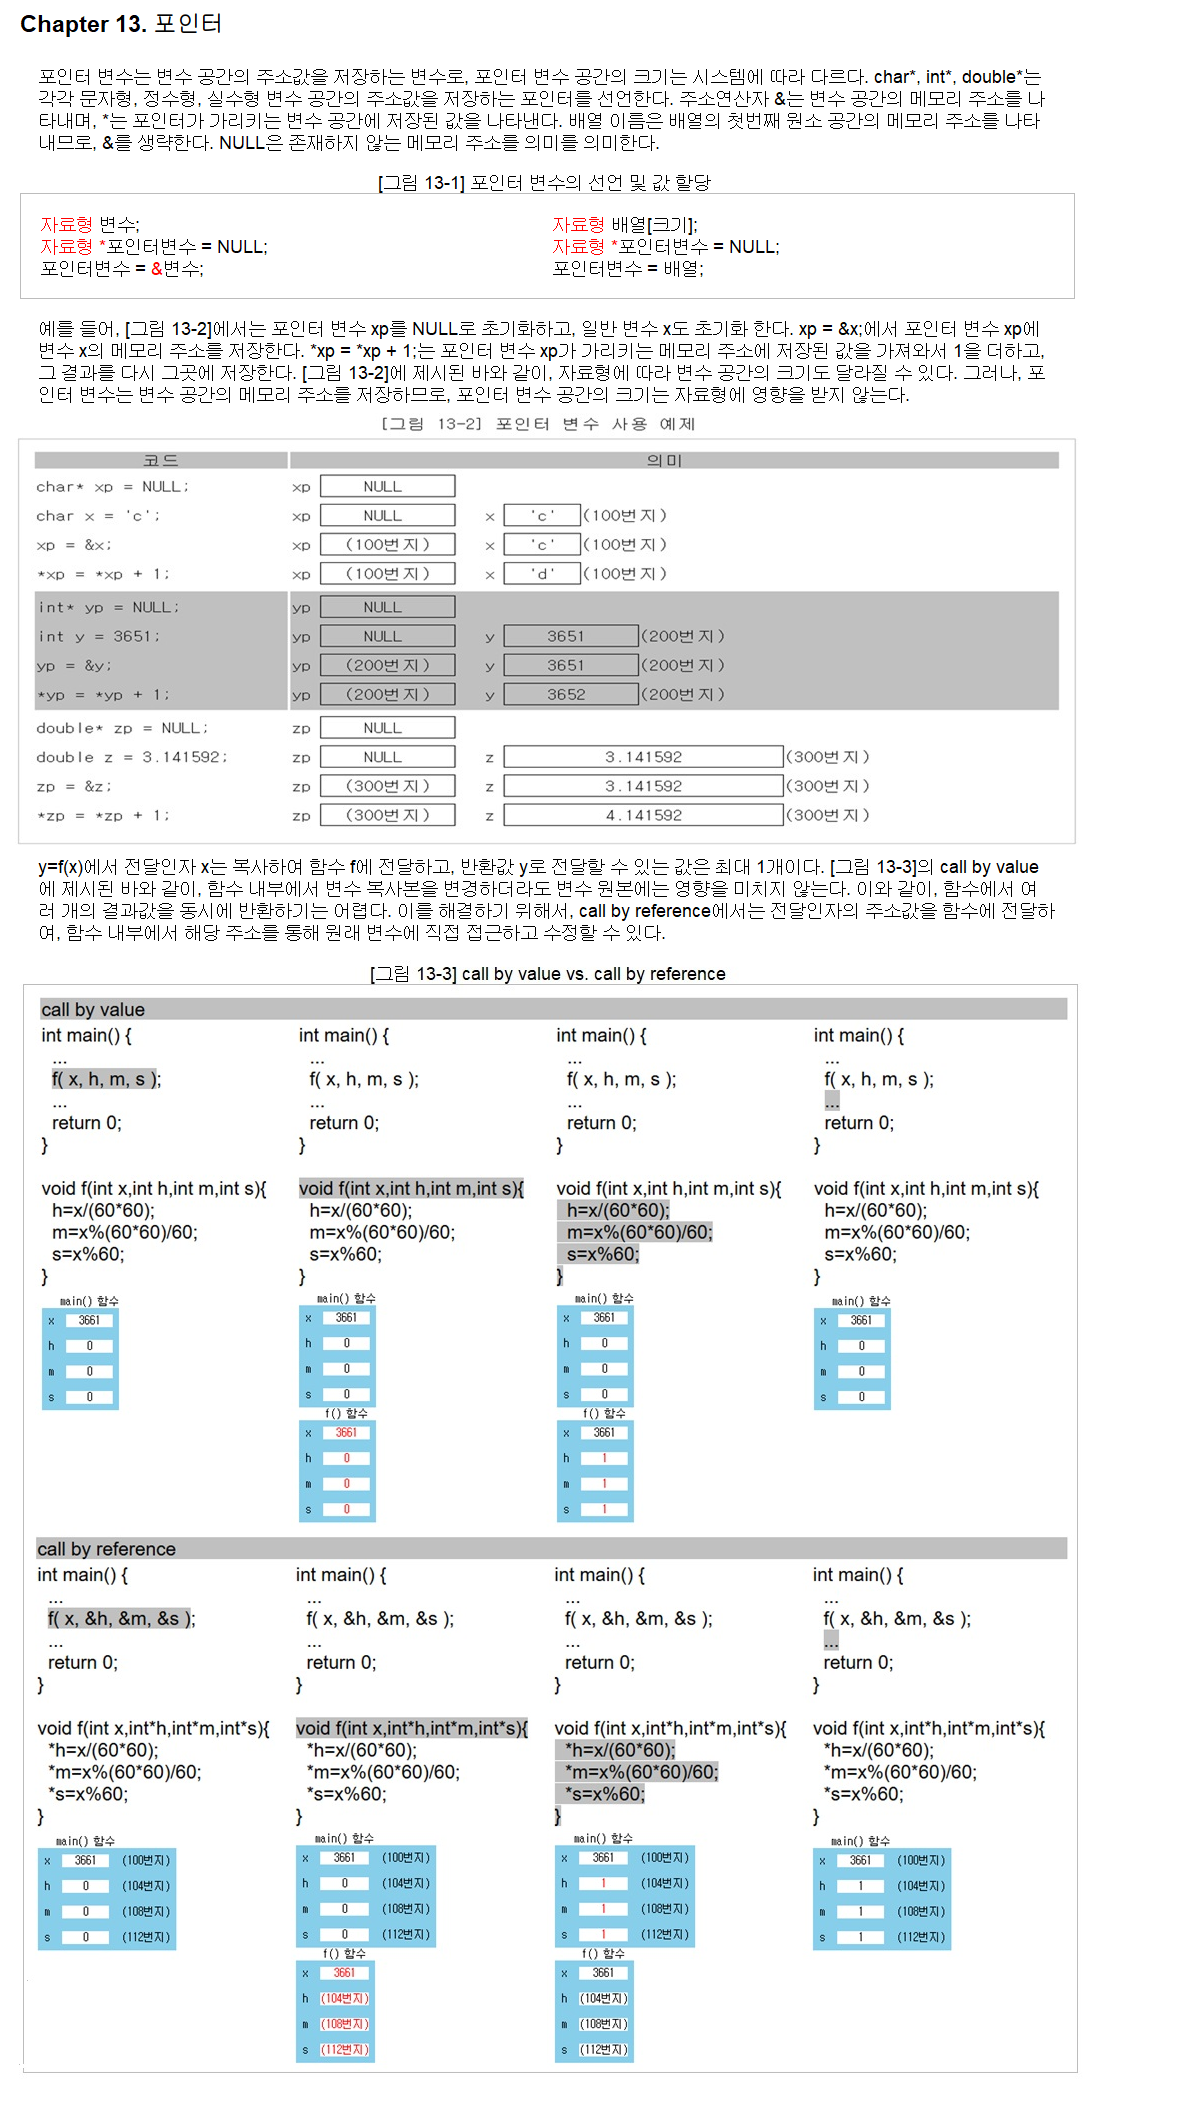 Chapter 13. 포인터
포인터 변수는 변수 공간의 주소값을 저장하는 변수로, 포인터 변수 공간의 크기는 시스템에 따라 다르다. char*, int*, double*는
각각 문자형, 정수형, 실수형 변수 공간의 주소값을 저장하는 포인터를 선언한다. 주소연산자 &는 변수 공간의 메모리 주소를 나
타내며, *는 포인터가 가리키는 변수 공간에 저장된 값을 나타낸다. 배열 이름은 배열의 첫번째 원소 공간의 메모리 주소를 나타
내므로, &를 생략한다. NULL은 존재하지 않는 메모리 주소를 의미를 의미한다.
[그림 13-1] 포인터 변수의 선언 및 값 할당
자료형 변수; 자료형 배열[크기];
자료형 *포인터변수 = NULL; 자료형 *포인터변수 = NULL;
포인터변수 = &변수; 포인터변수 = 배열;
예를 들어, [그림 13-2]에서는 포인터 변수 xp를 NULL로 초기화하고, 일반 변수 x도 초기화 한다. xp = &x;에서 포인터 변수 xp에
변수 x의 메모리 주소를 저장한다. *xp = *xp + 1;는 포인터 변수 xp가 가리키는 메모리 주소에 저장된 값을 가져와서 1을 더하고,
그 결과를 다시 그곳에 저장한다. [그림 13-2]에 제시된 바와 같이, 자료형에 따라 변수 공간의 크기도 달라질 수 있다. 그러나, 포
인터 변수는 변수 공간의 메모리 주소를 저장하므로, 포인터 변수 공간의 크기는 자료형에 영향을 받지 않는다.
[그림 13-2] 포인터 변수 사용 예제
코드 의미
char* xp = NULL; xp NULL
char x = 'c'; xp NULL x 'c' (100번지)
xp = &x; xp (100번지) x 'c' (100번지)
*xp = *xp + 1; xp (100번지) x 'd' (100번지)
int* yp = NULL; yp NULL
int y = 3651; yp NULL y 3651 (200번지)
yp = &y; yp (200번지) y 3651 (200번지)
*yp = *yp + 1; yp (200번지) y 3652 (200번지)
double* zp = NULL; zp NULL
double z = 3.141592; zp NULL z 3.141592 (300번지)
zp = &z; zp (300번지) z 3.141592 (300번지)
*zp = *zp + 1; zp (300번지) z 4.141592 (300번지)
y=f(x)에서 전달인자 x는 복사하여 함수 f에 전달하고, 반환값 y로 전달할 수 있는 값은 최대 1개이다. [그림 13-3]의 call by value
에 제시된 바와 같이, 함수 내부에서 변수 복사본을 변경하더라도 변수 원본에는 영향을 미치지 않는다. 이와 같이, 함수에서 여
러 개의 결과값을 동시에 반환하기는 어렵다. 이를 해결하기 위해서, call by reference에서는 전달인자의 주소값을 함수에 전달하
여, 함수 내부에서 해당 주소를 통해 원래 변수에 직접 접근하고 수정할 수 있다.
[그림 13-3] call by value vs. call by reference
call by value
int main() { int main() { int main() { int main() {
... ... ... ...
f( x, h, m, s ); f( x, h, m, s ); f( x, h, m, s ); f( x, h, m, s );
... ... ... ...
return 0; return 0; return 0; return 0;
} } } }
void f(int x,int h,int m,int s){ void f(int x,int h,int m,int s){ void f(int x,int h,int m,int s){ void f(int x,int h,int m,int s){
h=x/(60*60); h=x/(60*60); h=x/(60*60); h=x/(60*60);
m=x%(60*60)/60; m=x%(60*60)/60; m=x%(60*60)/60; m=x%(60*60)/60;
s=x%60; s=x%60; s=x%60; s=x%60;
} } } }
main() 함수 main() 함수 main() 함수 main() 함수
x 3661 x 3661 x 3661 x 3661
h 0 h 0 h 0 h 0
m 0 m 0 m 0 m 0
s 0 s 0 s 0 s 0
f() 함수 f() 함수
x 3661 x 3661
h 0 h 1
m 0 m 1
s 0 s 1
call by reference
int main() { int main() { int main() { int main() {
... ... ... ...
f( x, &h, &m, &s ); f( x, &h, &m, &s ); f( x, &h, &m, &s ); f( x, &h, &m, &s );
... ... ... ...
return 0; return 0; return 0; return 0;
} } } }
void f(int x,int*h,int*m,int*s){ void f(int x,int*h,int*m,int*s){ void f(int x,int*h,int*m,int*s){ void f(int x,int*h,int*m,int*s){
*h=x/(60*60); *h=x/(60*60); *h=x/(60*60); *h=x/(60*60);
*m=x%(60*60)/60; *m=x%(60*60)/60; *m=x%(60*60)/60; *m=x%(60*60)/60;
*s=x%60; *s=x%60; *s=x%60; *s=x%60;
} } } }
main() 함수 main() 함수 main() 함수 main() 함수
x 3661 (100번지) x 3661 (100번지) x 3661 (100번지) x 3661 (100번지)
h 0 (104번지) h 0 (104번지) h 1 (104번지) h 1 (104번지)
m 0 (108번지) m 0 (108번지) m 1 (108번지) m 1 (108번지)
s 0 (112번지) s 0 (112번지) s 1 (112번지) s 1 (112번지)
f() 함수 f() 함수
x 3661 x 3661
h (104번지) h (104번지)
m (108번지) m (108번지)
s (112번지) s (112번지)